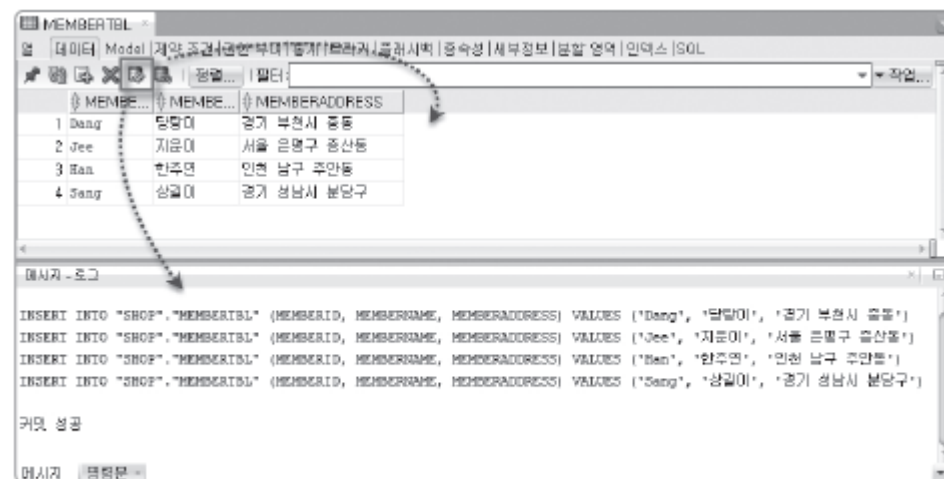 MEMBERTBL
열 데이터 Model 제약 조건 권한 플래시백 종속성 세부정보 분할 영역 인덱스 SQL
정렬... 필터: 작업...
MEMBE... MEMBE... MEMBERADDRESS
1 Dang 당탕이 경기 부천시 중동
2 Jee 지운이 서울 은평구 증산동
3 Han 한주연 인천 남구 주안동
4 Sang 상길이 경기 성남시 분당구
메시지 - 로그
INSERT INTO "SHOP"."MEMBERTBL" (MEMBERID, MEMBERNAME, MEMBERADDRESS) VALUES ('Dang', '당탕이', '경기 부천시 중동')
INSERT INTO "SHOP"."MEMBERTBL" (MEMBERID, MEMBERNAME, MEMBERADDRESS) VALUES ('Jee', '지운이', '서울 은평구 증산동')
INSERT INTO "SHOP"."MEMBERTBL" (MEMBERID, MEMBERNAME, MEMBERADDRESS) VALUES ('Han', '한주연', '인천 남구 주안동')
INSERT INTO "SHOP"."MEMBERTBL" (MEMBERID, MEMBERNAME, MEMBERADDRESS) VALUES ('Sang', '상길이', '경기 성남시 분당구')
커밋 성공
메시지 명령문